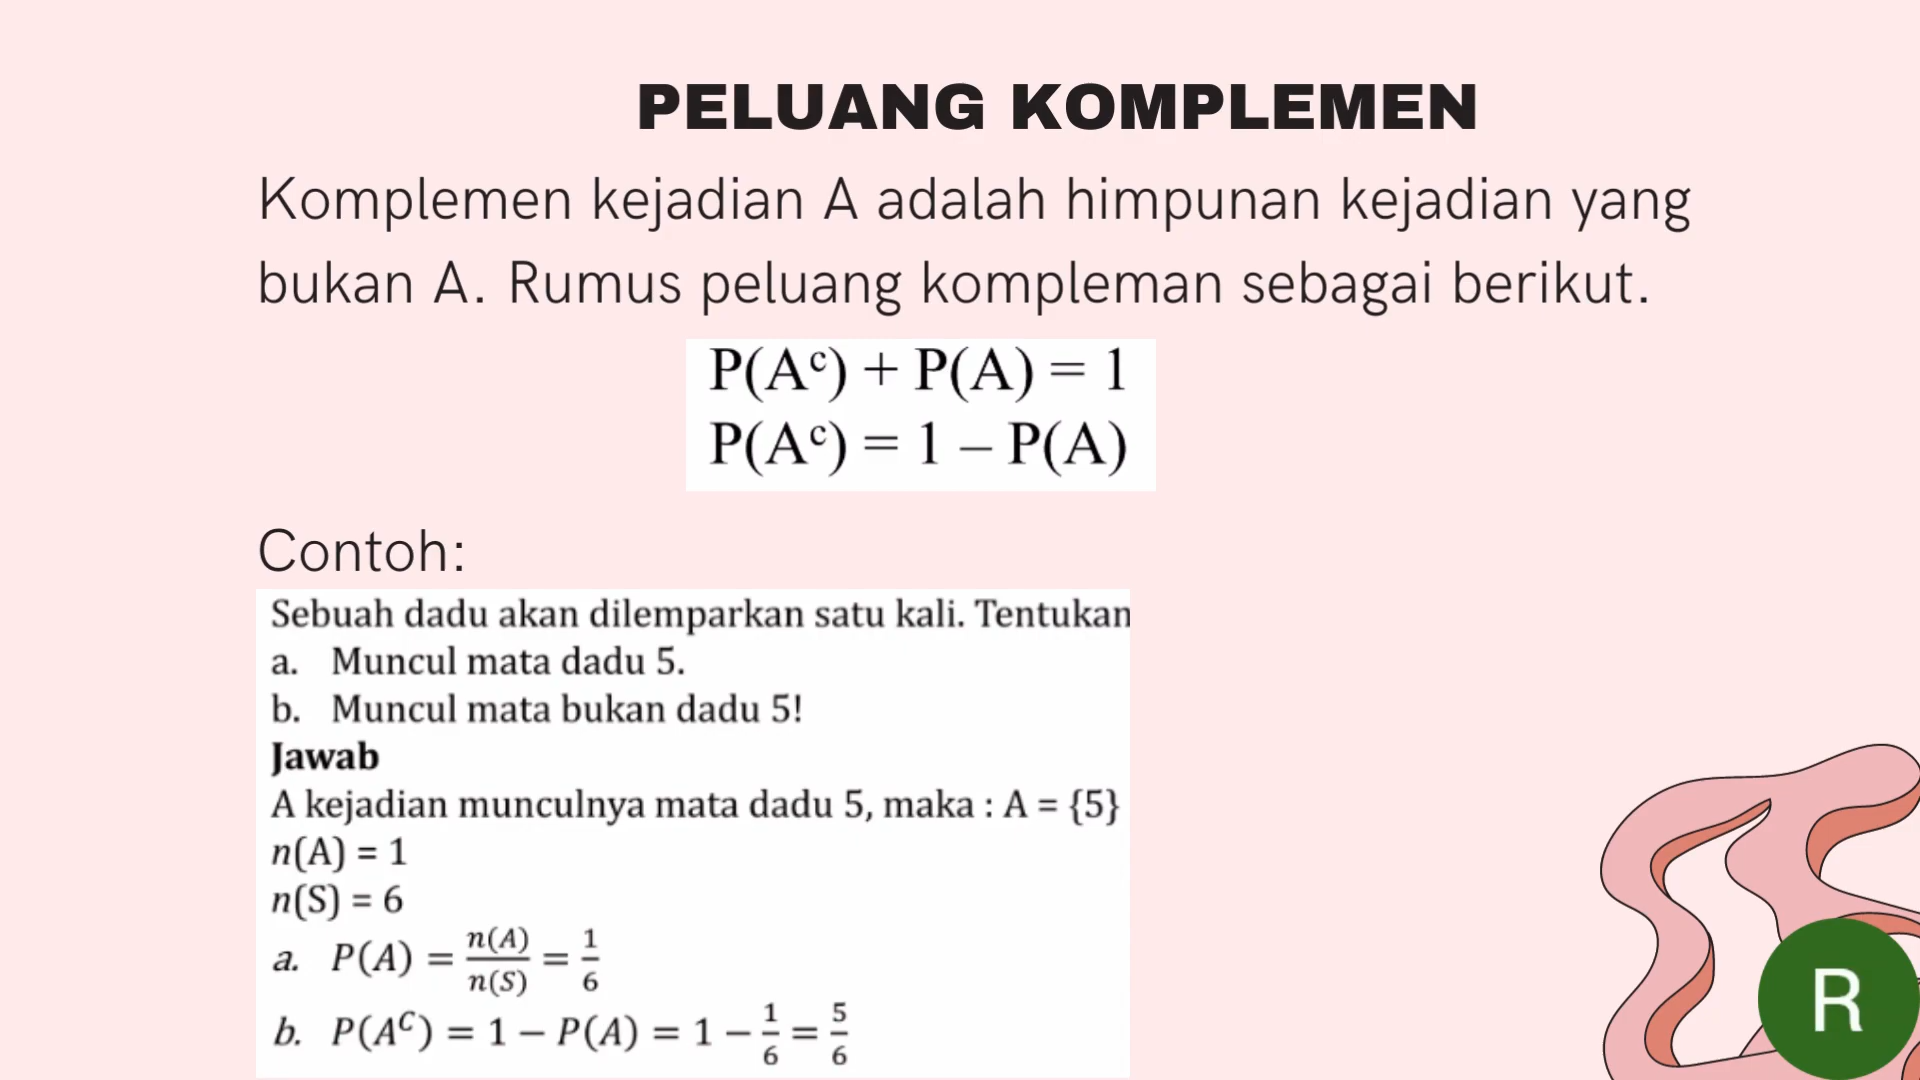 PELUANG KOMPLEMEN
Komplemen kejadian A adalah himpunan kejadian yang
bukan A. Rumus peluang kompleman sebagai berikut.
P(Aᶜ) + P(A) = 1
P(Aᶜ) = 1 – P(A)
Contoh:
Sebuah dadu akan dilemparkan satu kali. Tentukan
a. Muncul mata dadu 5.
b. Muncul mata bukan dadu 5!
Jawab
A kejadian munculnya mata dadu 5, maka : A = {5}
n(A) = 1
n(S) = 6
a. P(A) = n(A)/n(S) = 1/6
b. P(Aᶜ) = 1 – P(A) = 1 – 1/6 = 5/6
R